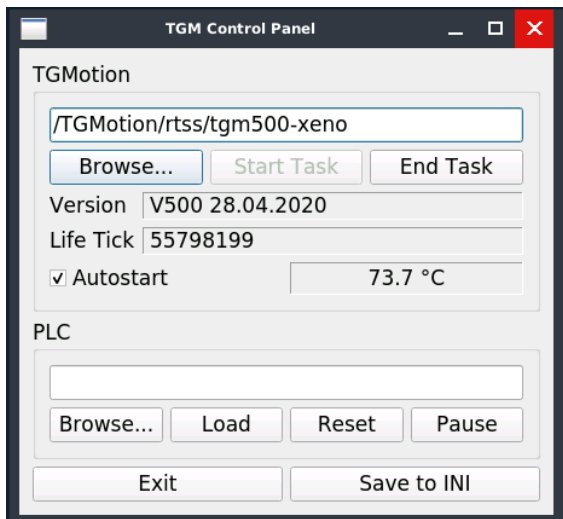 TGM Control Panel
TGMotion
/TGMotion/rtss/tgm500-xeno
Browse... Start Task End Task
Version V500 28.04.2020
Life Tick 55798199
Autostart 73.7 °C
PLC
Browse... Load Reset Pause
Exit Save to INI